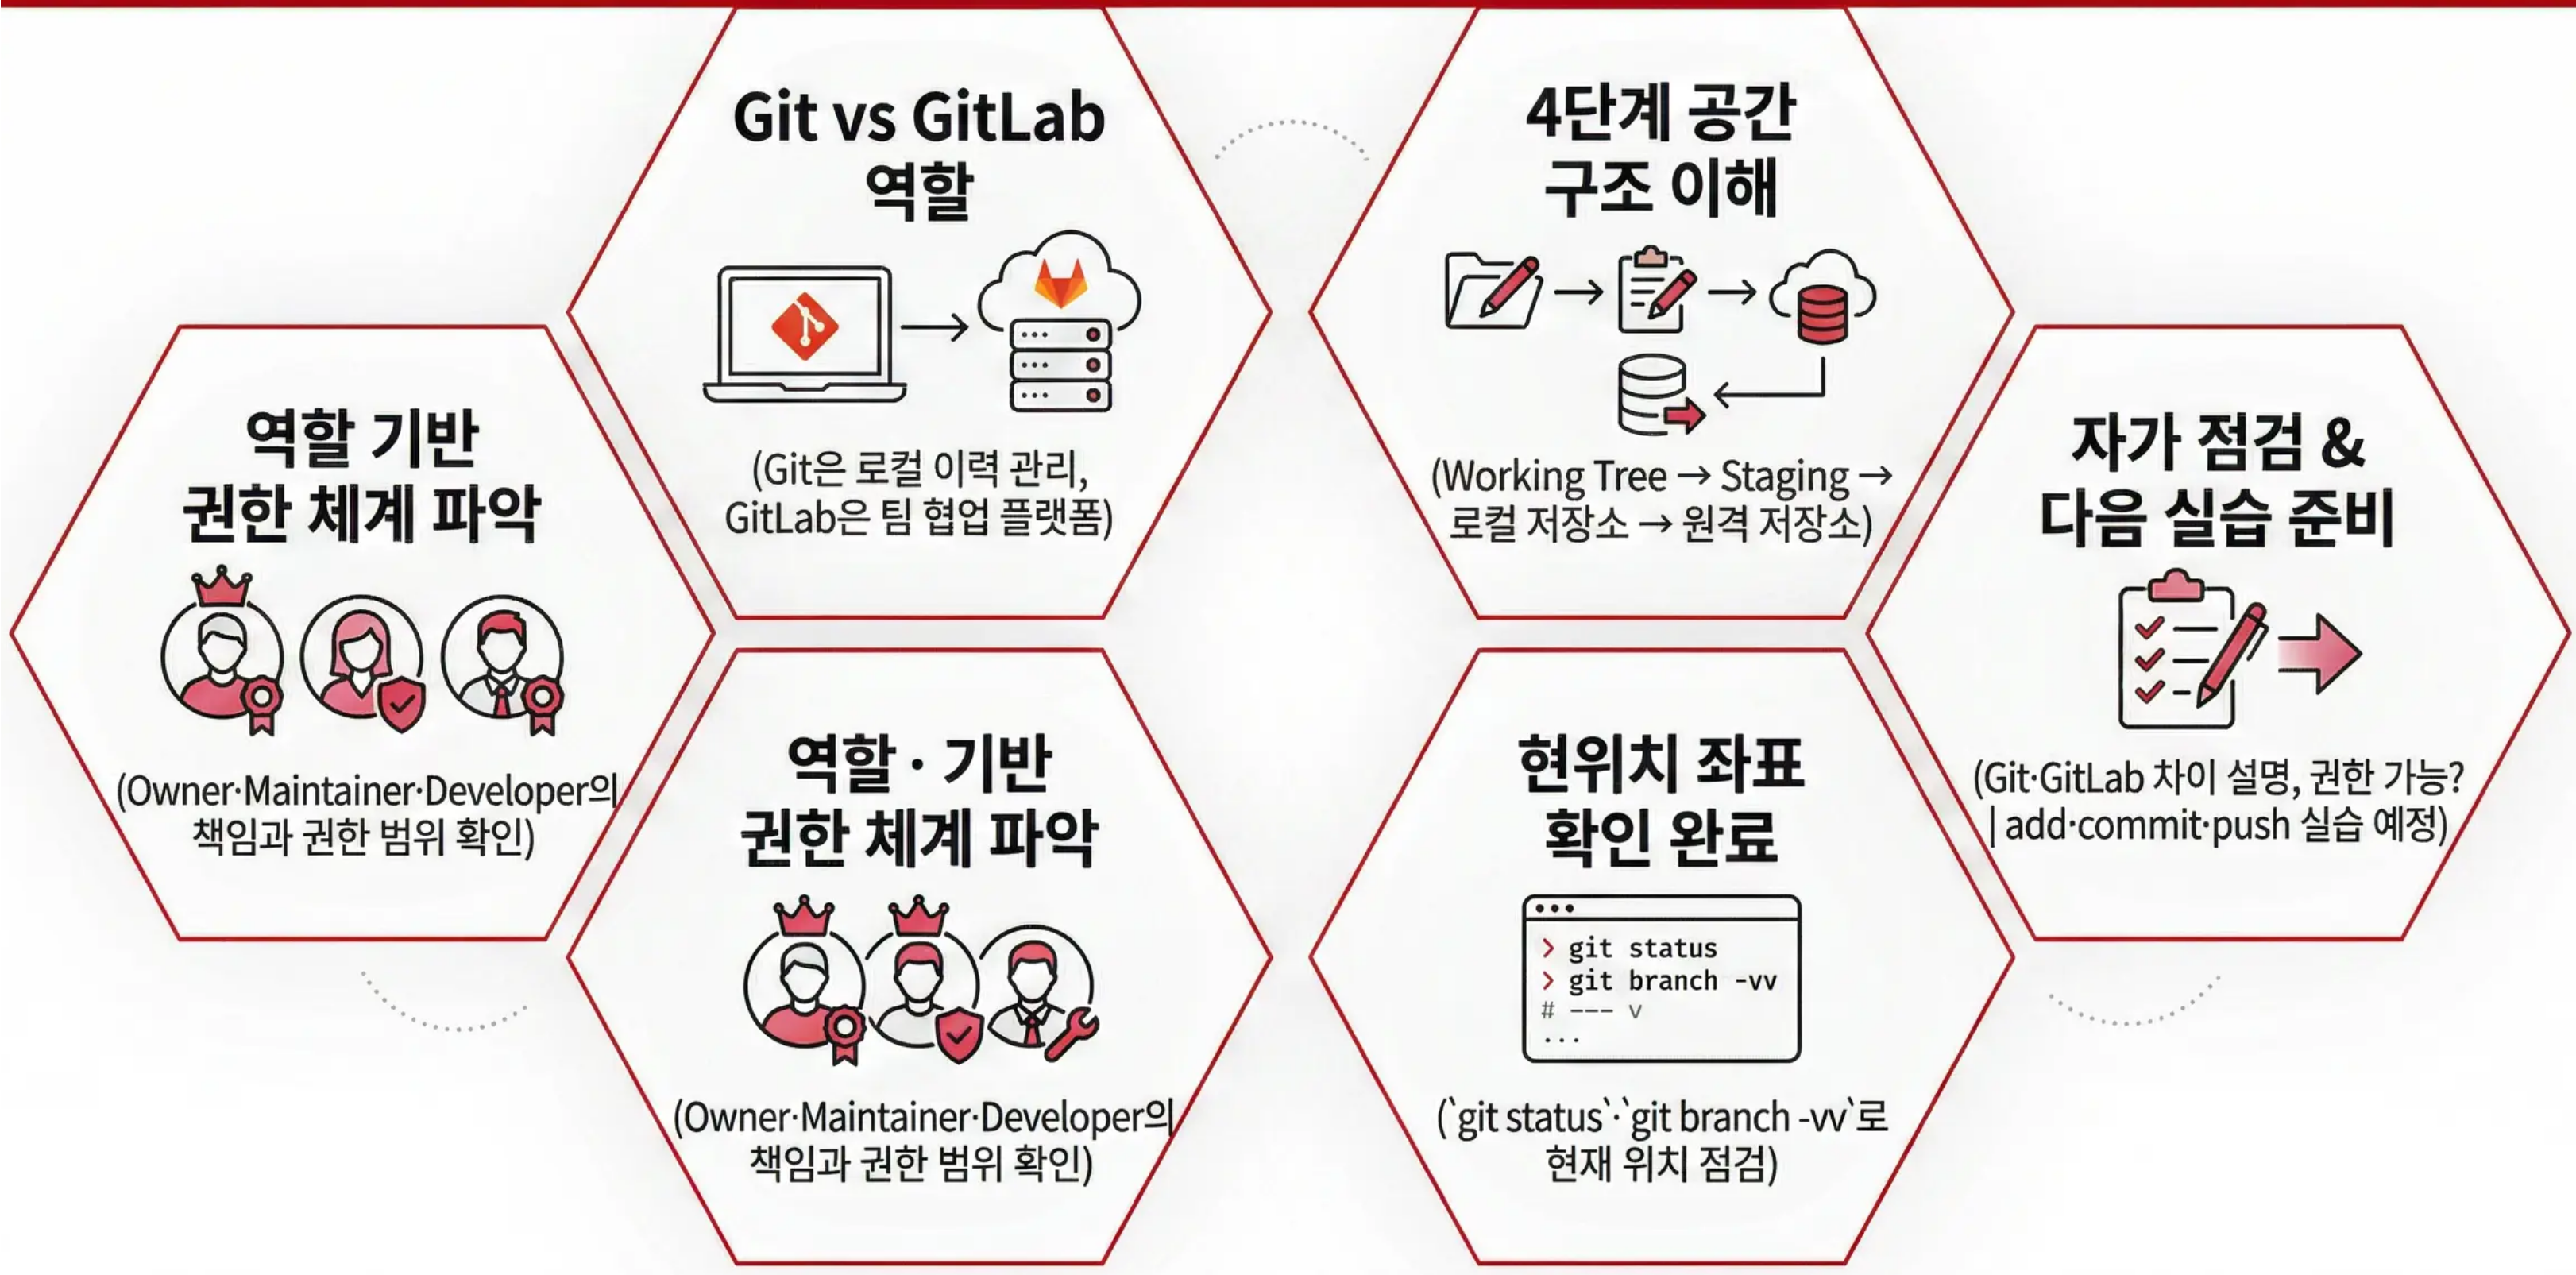 Git vs GitLab
역할
(Git은 로컬 이력 관리,
GitLab은 팀 협업 플랫폼)
4단계 공간
구조 이해
(Working Tree → Staging →
로컬 저장소 → 원격 저장소)
역할 기반
권한 체계 파악
(Owner·Maintainer·Developer의
책임과 권한 범위 확인)
자가 점검 &
다음 실습 준비
(Git·GitLab 차이 설명, 권한 가능?
| add·commit·push 실습 예정)
역할 · 기반
권한 체계 파악
(Owner·Maintainer·Developer의
책임과 권한 범위 확인)
현위치 좌표
확인 완료
> git status
> git branch -vv
# --- v
...
(`git status`·`git branch -vv`로
현재 위치 점검)